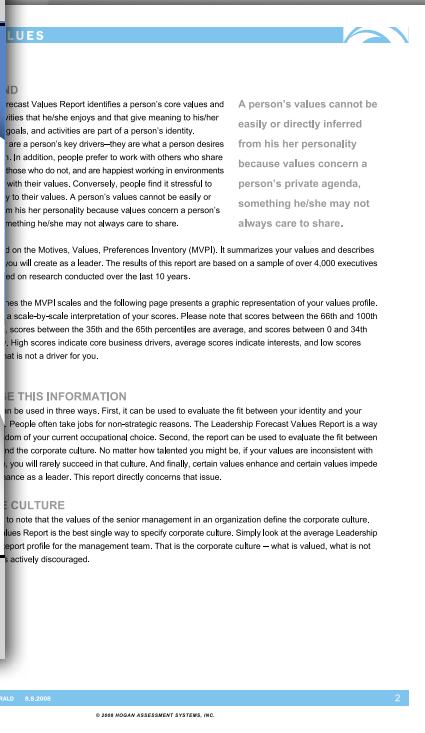 LUES
ND
recast Values Report identifies a person's core values and
vities that he/she enjoys and that give meaning to his/her
goals, and activities are part of a person's identity.
are a person's key drivers—they are what a person desires
n. In addition, people prefer to work with others who share
those who do not, and are happiest working in environments
with their values. Conversely, people find it stressful to
y to their values. A person's values cannot be easily or
m his her personality because values concern a person's
mething he/she may not always care to share.
A person's values cannot be
easily or directly inferred
from his her personality
because values concern a
person's private agenda,
something he/she may not
always care to share.
d on the Motives, Values, Preferences Inventory (MVPI). It summarizes your values and describes
you will create as a leader. The results of this report are based on a sample of over 4,000 executives
ed on research conducted over the last 10 years.
nes the MVPI scales and the following page presents a graphic representation of your values profile.
a scale-by-scale interpretation of your scores. Please note that scores between the 66th and 100th
, scores between the 35th and the 65th percentiles are average, and scores between 0 and 34th
. High scores indicate core business drivers, average scores indicate interests, and low scores
hat is not a driver for you.
SE THIS INFORMATION
an be used in three ways. First, it can be used to evaluate the fit between your identity and your
. People often take jobs for non-strategic reasons. The Leadership Forecast Values Report is a way
sdom of your current occupational choice. Second, the report can be used to evaluate the fit between
nd the corporate culture. No matter how talented you might be, if your values are inconsistent with
, you will rarely succeed in that culture. And finally, certain values enhance and certain values impede
mance as a leader. This report directly concerns that issue.
E CULTURE
to note that the values of the senior management in an organization define the corporate culture.
alues Report is the best single way to specify corporate culture. Simply look at the average Leadership
Report profile for the management team. That is the corporate culture — what is valued, what is not
s actively discouraged.
RALD 8.8.2008
2
© 2008 HOGAN ASSESSMENT SYSTEMS, INC.